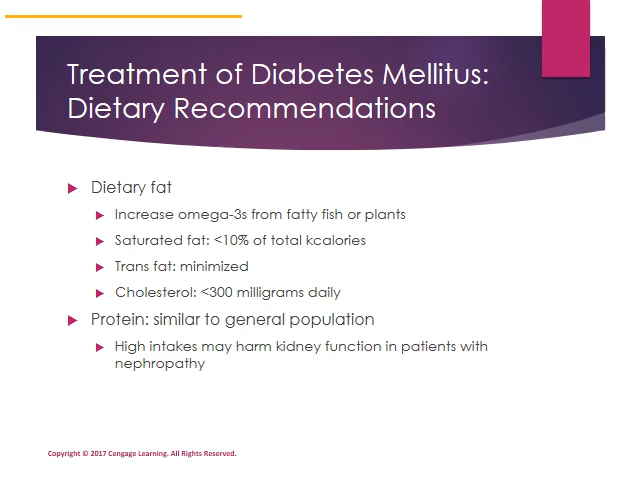 Treatment of Diabetes Mellitus:
Dietary Recommendations
Dietary fat
Increase omega-3s from fatty fish or plants
Saturated fat: <10% of total kcalories
Trans fat: minimized
Cholesterol: <300 milligrams daily
Protein: similar to general population
High intakes may harm kidney function in patients with
nephropathy
Copyright © 2017 Cengage Learning. All Rights Reserved.